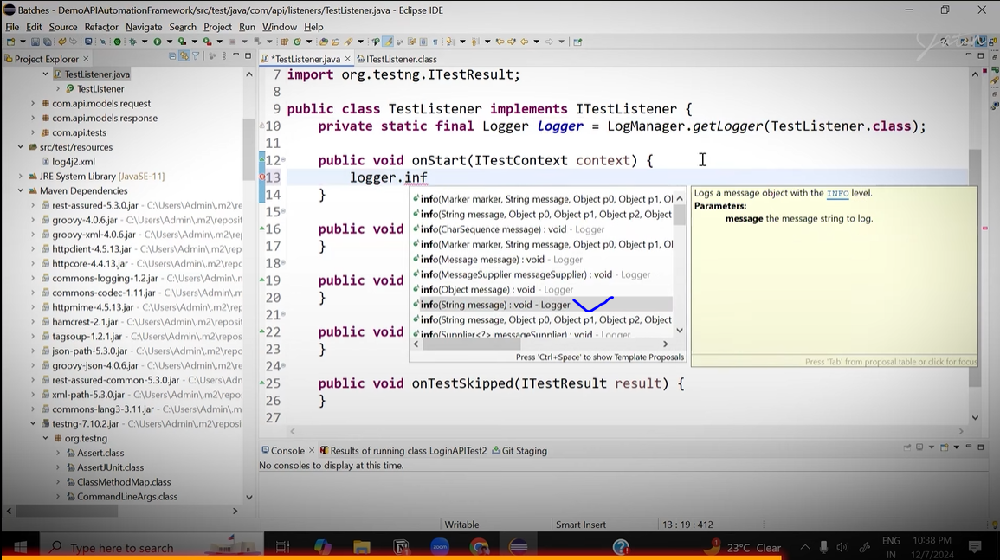 Batches - DemoAPIAutomationFramework/src/test/java/com/api/listeners/TestListener.java - Eclipse IDE
File Edit Source Refactor Navigate Search Project Run Window Help
Project Explorer
TestListener.java
TestListener
com.api.models.request
com.api.models.response
com.api.tests
src/test/resources
log4j2.xml
JRE System Library [JavaSE-11]
Maven Dependencies
rest-assured-5.3.0.jar - C:\Users\Admin\.m2\re
groovy-4.0.6.jar - C:\Users\Admin\.m2\reposit
groovy-xml-4.0.6.jar - C:\Users\Admin\.m2\re
httpclient-4.5.13.jar - C:\Users\Admin\.m2\re
httpcore-4.4.13.jar - C:\Users\Admin\.m2\repc
commons-logging-1.2.jar - C:\Users\Admin\.m
commons-codec-1.11.jar - C:\Users\Admin\.m
httpmime-4.5.13.jar - C:\Users\Admin\.m2\re
hamcrest-2.1.jar - C:\Users\Admin\.m2\reposi
tagsoup-1.2.1.jar - C:\Users\Admin\.m2\repos
json-path-5.3.0.jar - C:\Users\Admin\.m2\repo
groovy-json-4.0.6.jar - C:\Users\Admin\.m2\re
rest-assured-common-5.3.0.jar - C:\Users\Adn
xml-path-5.3.0.jar - C:\Users\Admin\.m2\repo
commons-lang3-3.11.jar - C:\Users\Admin\.m
testng-7.10.2.jar - C:\Users\Admin\.m2\reposi
org.testng
Assert.class
AssertJUnit.class
ClassMethodMap.class
CommandLineArgs.class
*TestListener.java ITestListener.class
7 import org.testng.ITestResult;
8
9 public class TestListener implements ITestListener {
10 private static final Logger logger = LogManager.getLogger(TestListener.class);
11
12 public void onStart(ITestContext context) {
13 logger.inf
14 }
15
16 public void
17 }
18
19 public void
20 }
21
22 public void
23 }
24
25 public void onTestSkipped(ITestResult result) {
26 }
27
info(Marker marker, String message, Object p0, Object p1, Ol
info(String message, Object p0, Object p1, Object p2, Object
info(CharSequence message) : void - Logger
info(Marker marker, String message, Object p0, Object p1, Ol
info(Message message) : void - Logger
info(MessageSupplier messageSupplier) : void - Logger
info(Object message) : void - Logger
info(String message) : void - Logger
info(String message, Object p0, Object p1, Object p2, Object
info(Supplier<?> messageSupplier) : void - Logger
Press 'Ctrl+Space' to show Template Proposals
Logs a message object with the INFO level.
Parameters:
message the message string to log.
Press 'Tab' from proposal table or click for focus
Console Results of running class LoginAPITest2 Git Staging
No consoles to display at this time.
Writable Smart Insert 13 : 19 : 412
Type here to search
zoom
23°C Clear
ENG
IN
10:38 PM
12/7/2024